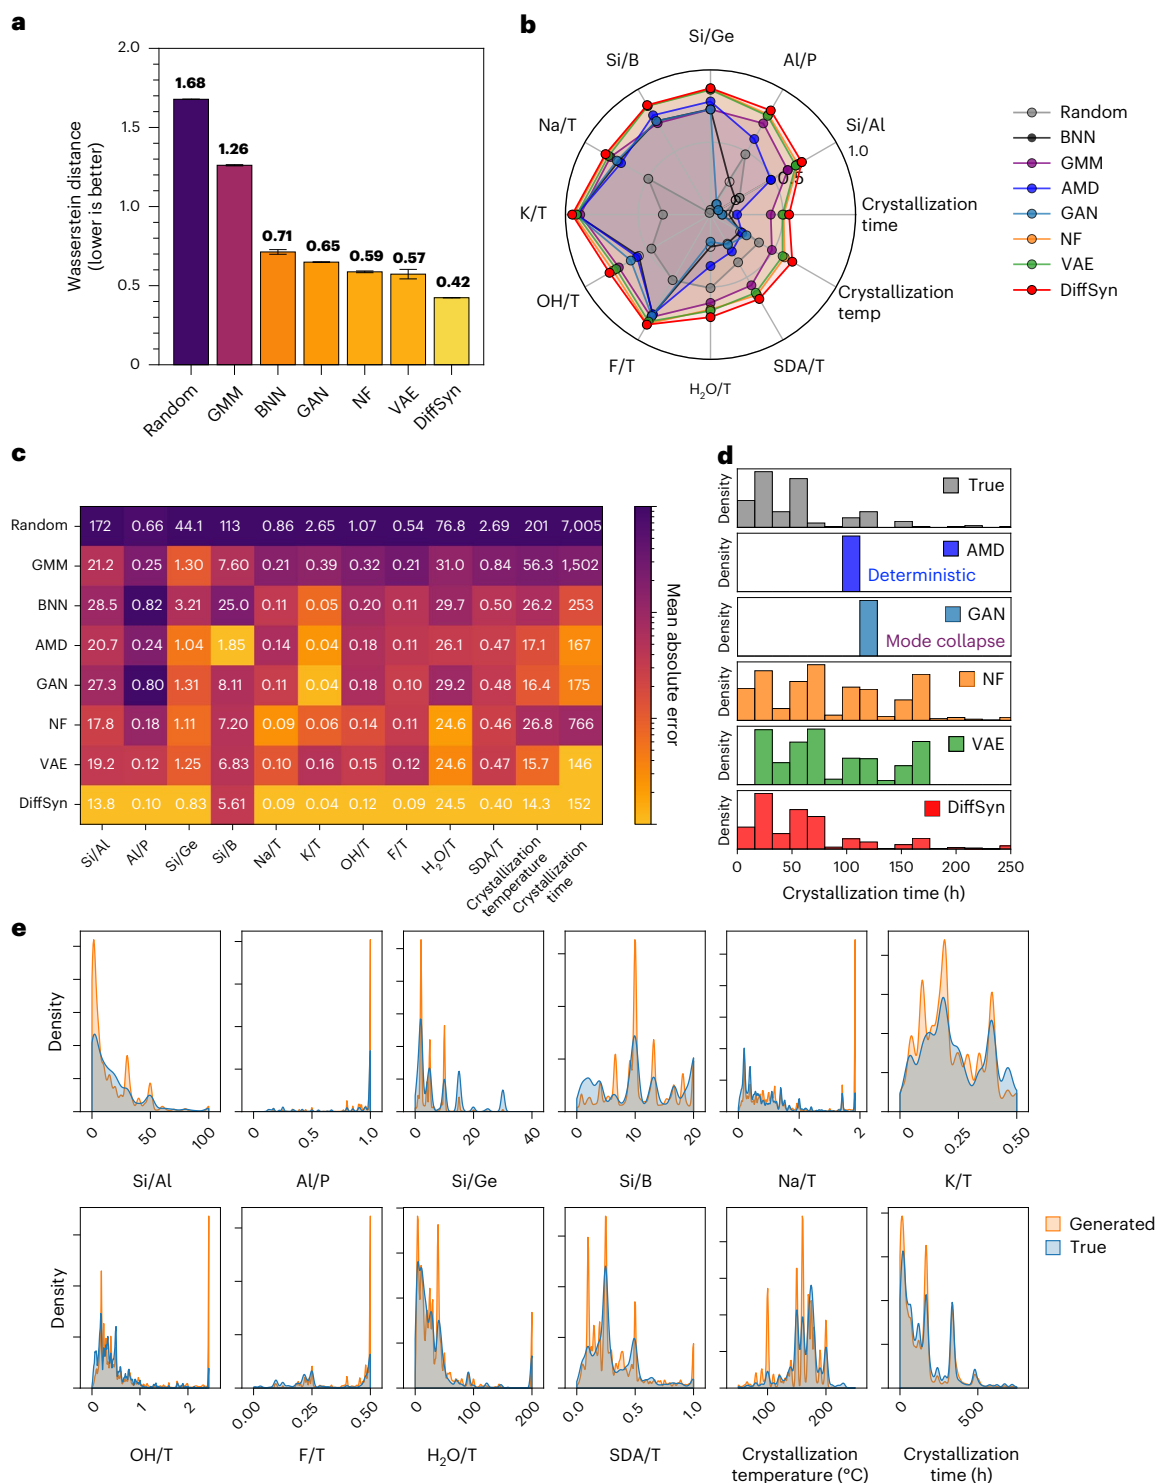 a
Wasserstein distance
(lower is better)
2.0
1.5
1.0
0.5
0
1.68
1.26
0.71
0.65
0.59
0.57
0.42
Random
GMM
BNN
GAN
NF
VAE
DiffSyn
b
Si/Ge
Al/P
Si/Al
1.0
0.5
Crystallization
time
Crystallization
temp
SDA/T
H2O/T
F/T
OH/T
K/T
Na/T
Si/B
Random
BNN
GMM
AMD
GAN
NF
VAE
DiffSyn
c
Random 172 0.66 44.1 113 0.86 2.65 1.07 0.54 76.8 2.69 201 7,005
GMM 21.2 0.25 1.30 7.60 0.21 0.39 0.32 0.21 31.0 0.84 56.3 1,502
BNN 28.5 0.82 3.21 25.0 0.11 0.05 0.20 0.11 29.7 0.50 26.2 253
AMD 20.7 0.24 1.04 1.85 0.14 0.04 0.18 0.11 26.1 0.47 17.1 167
GAN 27.3 0.80 1.31 8.11 0.11 0.04 0.18 0.10 29.2 0.48 16.4 175
NF 17.8 0.18 1.11 7.20 0.09 0.06 0.14 0.11 24.6 0.46 26.8 766
VAE 19.2 0.12 1.25 6.83 0.10 0.16 0.15 0.12 24.6 0.47 15.7 146
DiffSyn 13.8 0.10 0.83 5.61 0.09 0.04 0.12 0.09 24.5 0.40 14.3 152
Si/Al
Al/P
Si/Ge
Si/B
Na/T
K/T
OH/T
F/T
H2O/T
SDA/T
Crystallization
temperature
Crystallization
time
Mean absolute error
d
Density
True
Density
AMD
Deterministic
Density
GAN
Mode collapse
Density
NF
Density
VAE
Density
DiffSyn
0 50 100 150 200 250
Crystallization time (h)
e
Density
0 50 100
Si/Al
0 0.5 1.0
Al/P
0 20 40
Si/Ge
0 10 20
Si/B
0 1 2
Na/T
0 0.25 0.50
K/T
Density
0 1 2
OH/T
0.00 0.25 0.50
F/T
0 100 200
H2O/T
0.0 0.5 1.0
SDA/T
100 200
Crystallization
temperature (°C)
0 500
Crystallization
time (h)
Generated
True